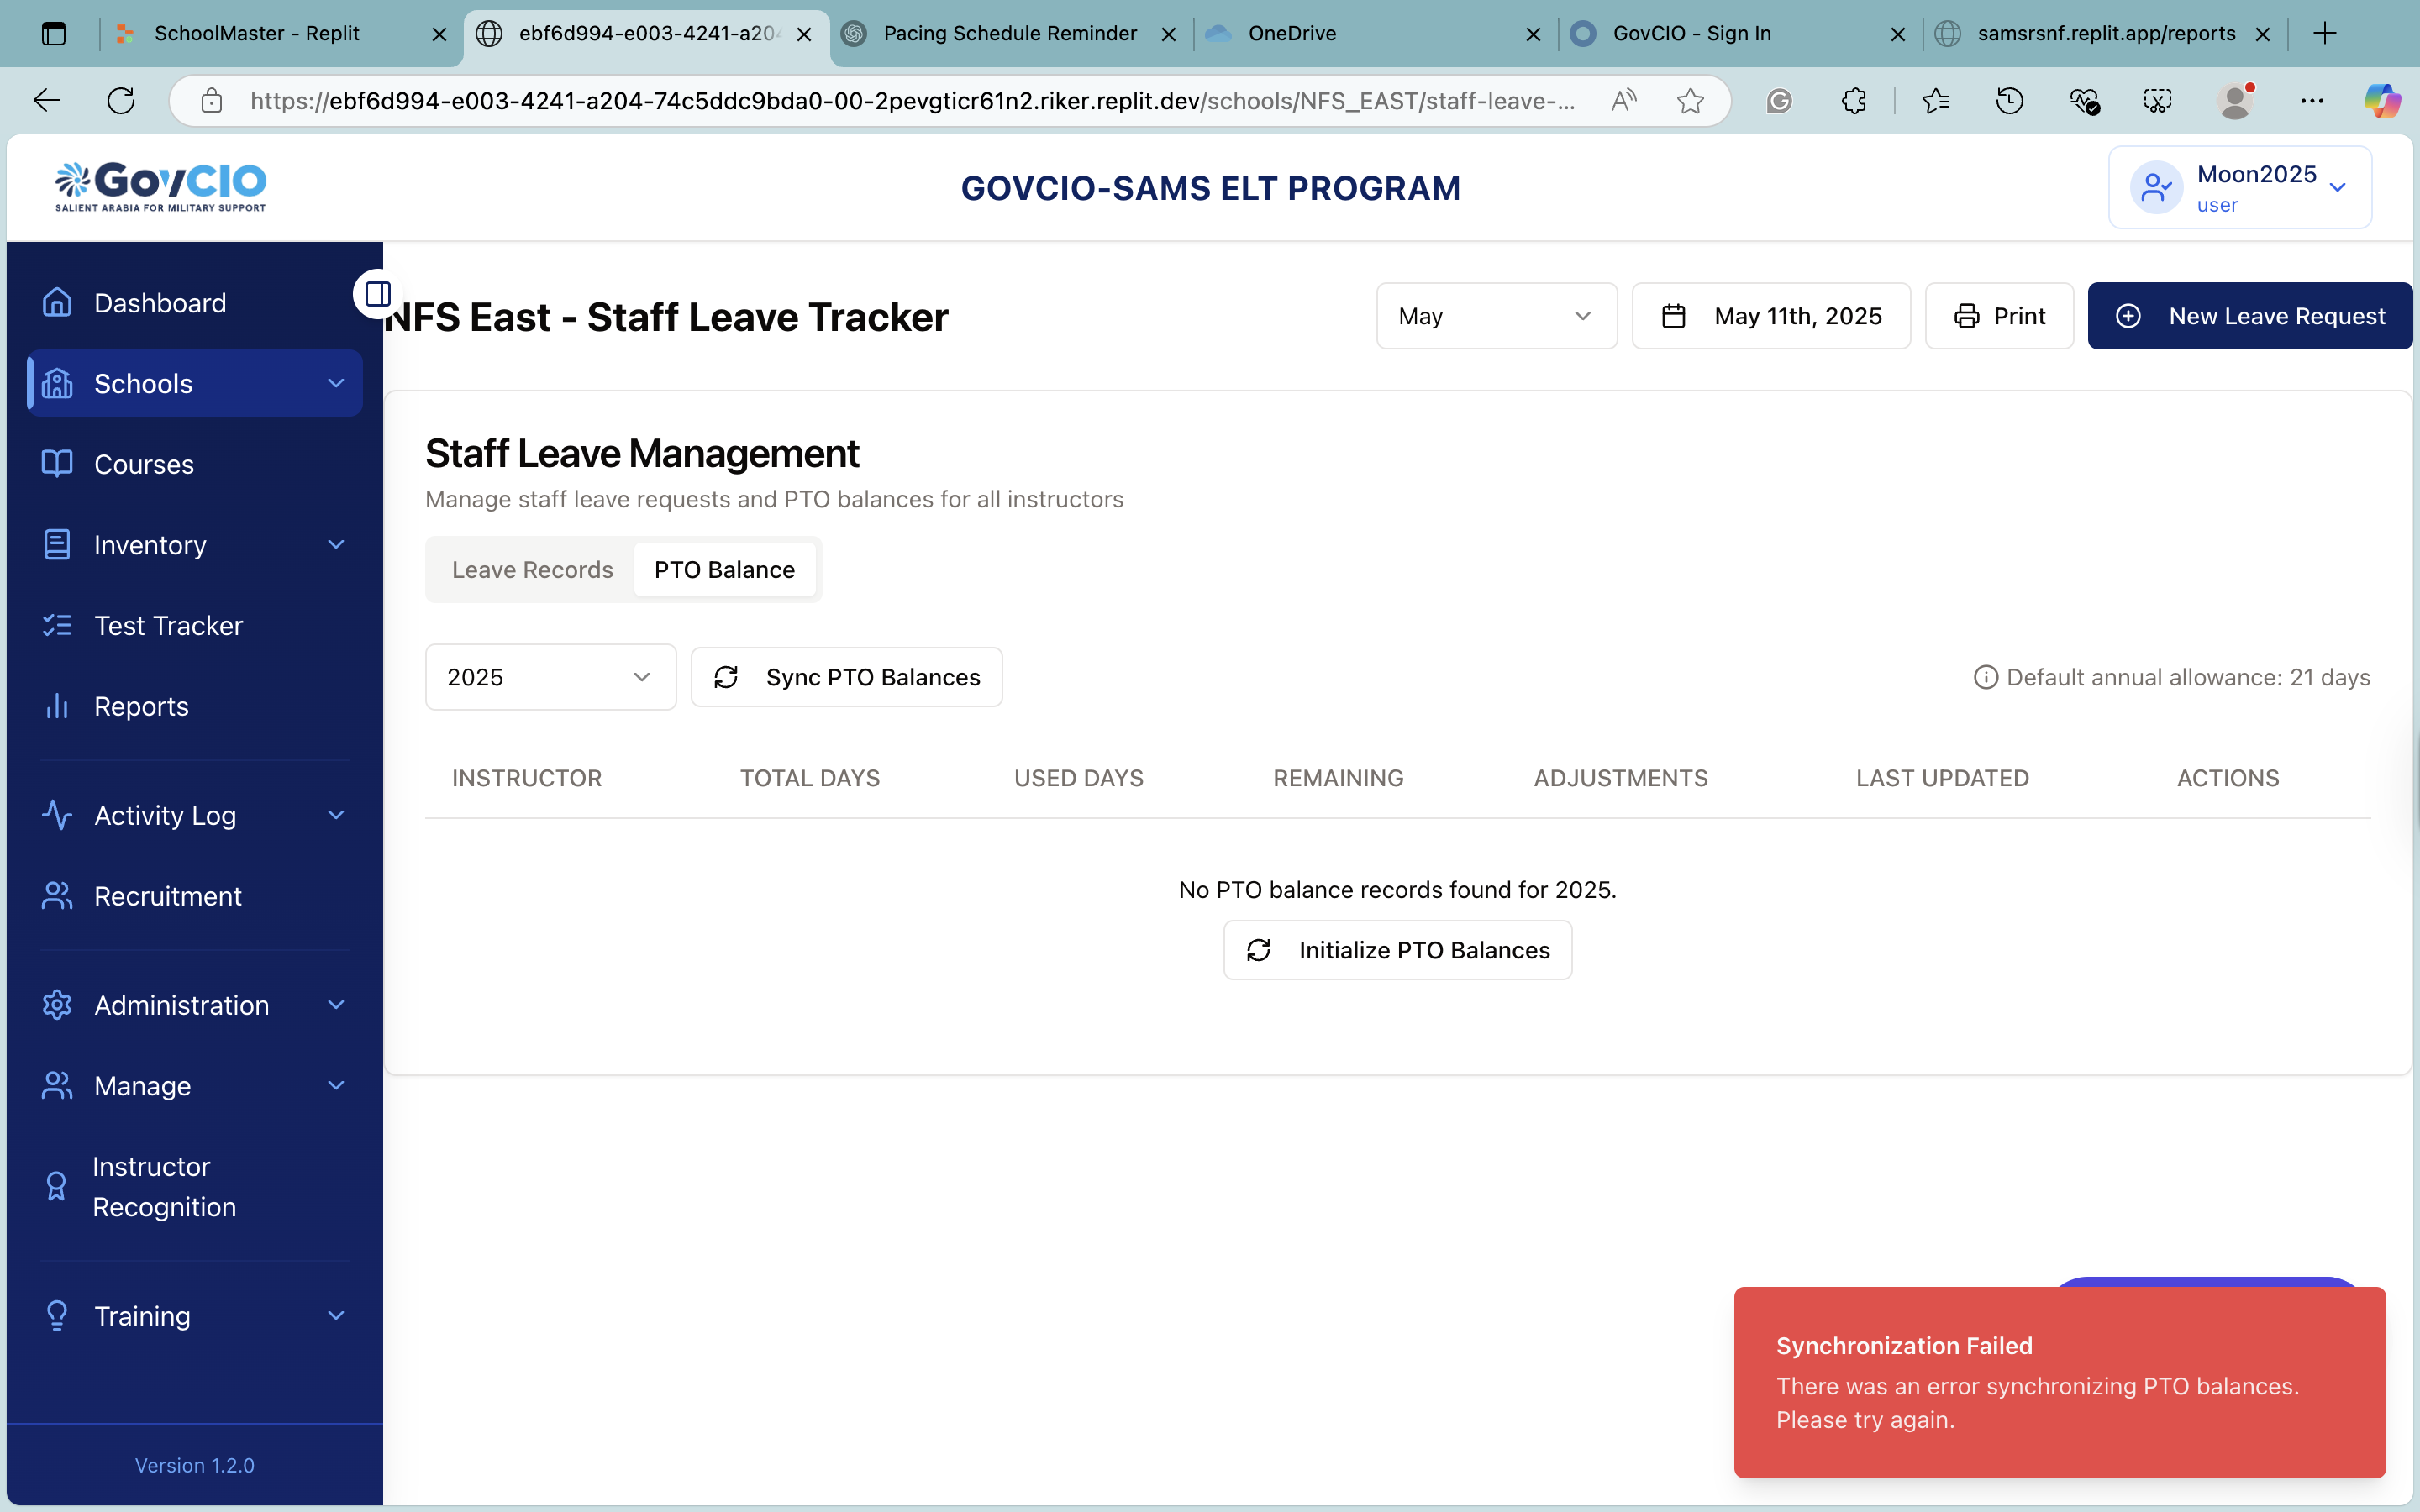 SchoolMaster - Replit
ebf6d994-e003-4241-a204
Pacing Schedule Reminder
OneDrive
GovCIO - Sign In
samsrsnf.replit.app/reports
https://ebf6d994-e003-4241-a204-74c5ddc9bda0-00-2pevgticr61n2.riker.replit.dev/schools/NFS_EAST/staff-leave-...
GovCIO
SALIENT ARABIA FOR MILITARY SUPPORT
GOVCIO-SAMS ELT PROGRAM
Moon2025
user
Dashboard
Schools
Courses
Inventory
Test Tracker
Reports
Activity Log
Recruitment
Administration
Manage
Instructor
Recognition
Training
Version 1.2.0
NFS East - Staff Leave Tracker
May
May 11th, 2025
Print
New Leave Request
Staff Leave Management
Manage staff leave requests and PTO balances for all instructors
Leave Records
PTO Balance
2025
Sync PTO Balances
Default annual allowance: 21 days
INSTRUCTOR TOTAL DAYS USED DAYS REMAINING ADJUSTMENTS LAST UPDATED ACTIONS
No PTO balance records found for 2025.
Initialize PTO Balances
Synchronization Failed
There was an error synchronizing PTO balances.
Please try again.